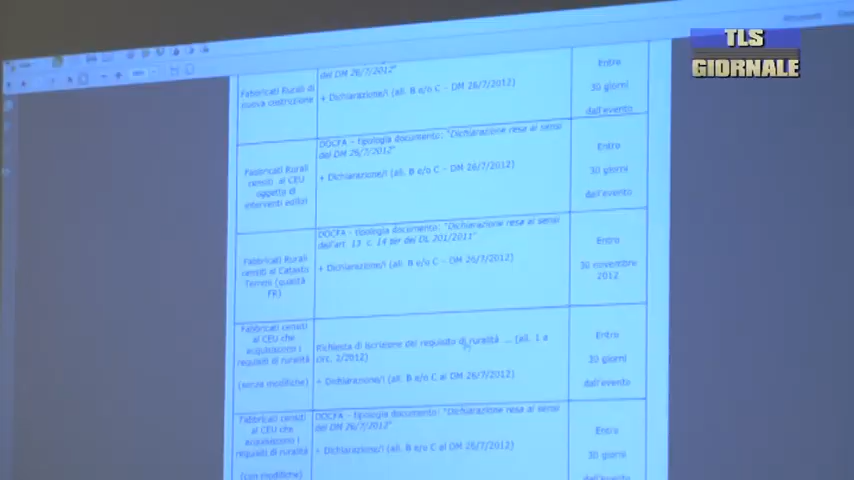 TLS
GIORNALE
Fabbricati Rurali di
nuova costruzione
del DM 26/7/2012"
+ Dichiarazione/i (all. B e/o C - DM 26/7/2012)
Entro
30 giorni
dall'evento
Fabbricati Rurali
censiti al CEU
oggetto di
interventi edilizi
DOCFA - tipologia documento: "Dichiarazione resa ai sensi
del DM 26/7/2012"
+ Dichiarazione/i (all. B e/o C - DM 26/7/2012)
Entro
30 giorni
dall'evento
Fabbricati Rurali
censiti al Catasto
Terreni (qualità
FR)
DOCFA - tipologia documento: "Dichiarazione resa ai sensi
dell'art. 13 c. 14 ter del DL 201/2011"
+ Dichiarazione/i (all. B e/o C - DM 26/7/2012)
Entro
30 novembre
2012
Fabbricati censiti
al CEU che
acquisiscono i
requisiti di ruralità
(senza modifiche)
Richiesta di iscrizione del requisito di ruralità ... (all. 1 a
circ. 2/2012)
+ Dichiarazione/i (all. B e/o C al DM 26/7/2012)
Entro
30 giorni
dall'evento
Fabbricati censiti
al CEU che
acquisiscono i
requisiti di ruralità
(con modifiche)
DOCFA - tipologia documento: "Dichiarazione resa ai sensi
del DM 26/7/2012"
+ Dichiarazione/i (all. B e/o C al DM 26/7/2012)
Entro
30 giorni
dall'evento